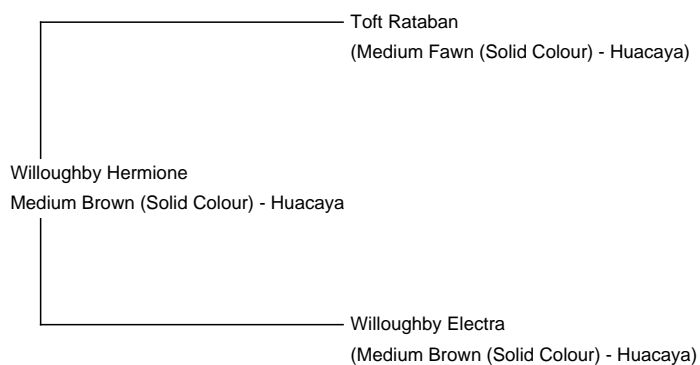 Toft Rataban
(Medium Fawn (Solid Colour) - Huacaya)
Willoughby Hermione
Medium Brown (Solid Colour) - Huacaya
Willoughby Electra
(Medium Brown (Solid Colour) - Huacaya)